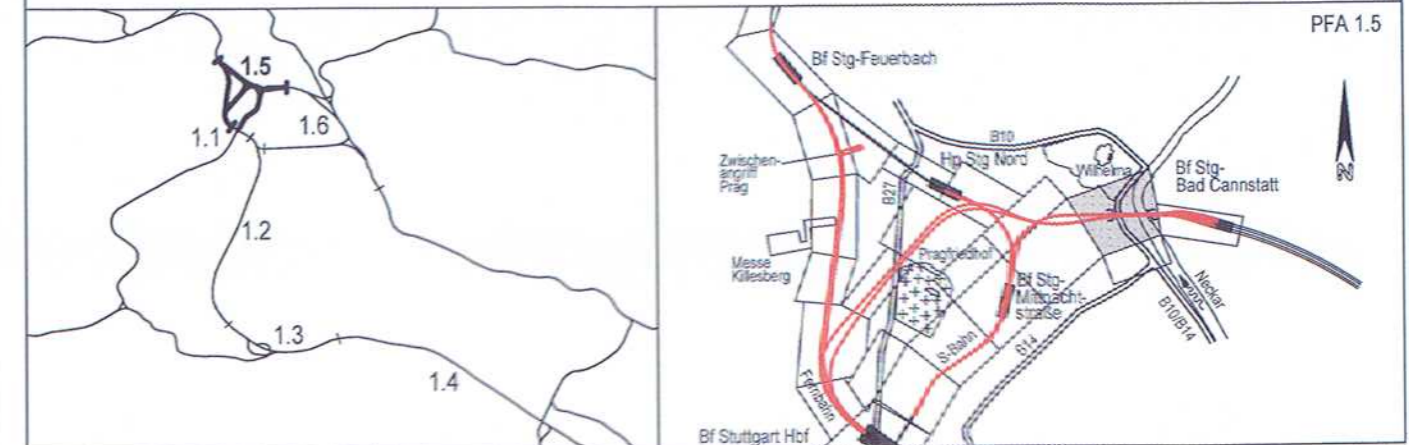 PFA 1.5
1.5
1.1
1.6
1.2
1.3
1.4
Bf Stg-Feuerbach
Zwischen-
angriff
Prag
B10
Hp Stg Nord
Wilhelma
Bf Stg-
Bad Cannstatt
B27
Messe
Killesberg
Pragfriedhof
Bf Stg-
Mittnacht-
straße
Neckar
B10/B14
S-Bahn
B14
Fernbahn
Bf Stuttgart Hbf
N